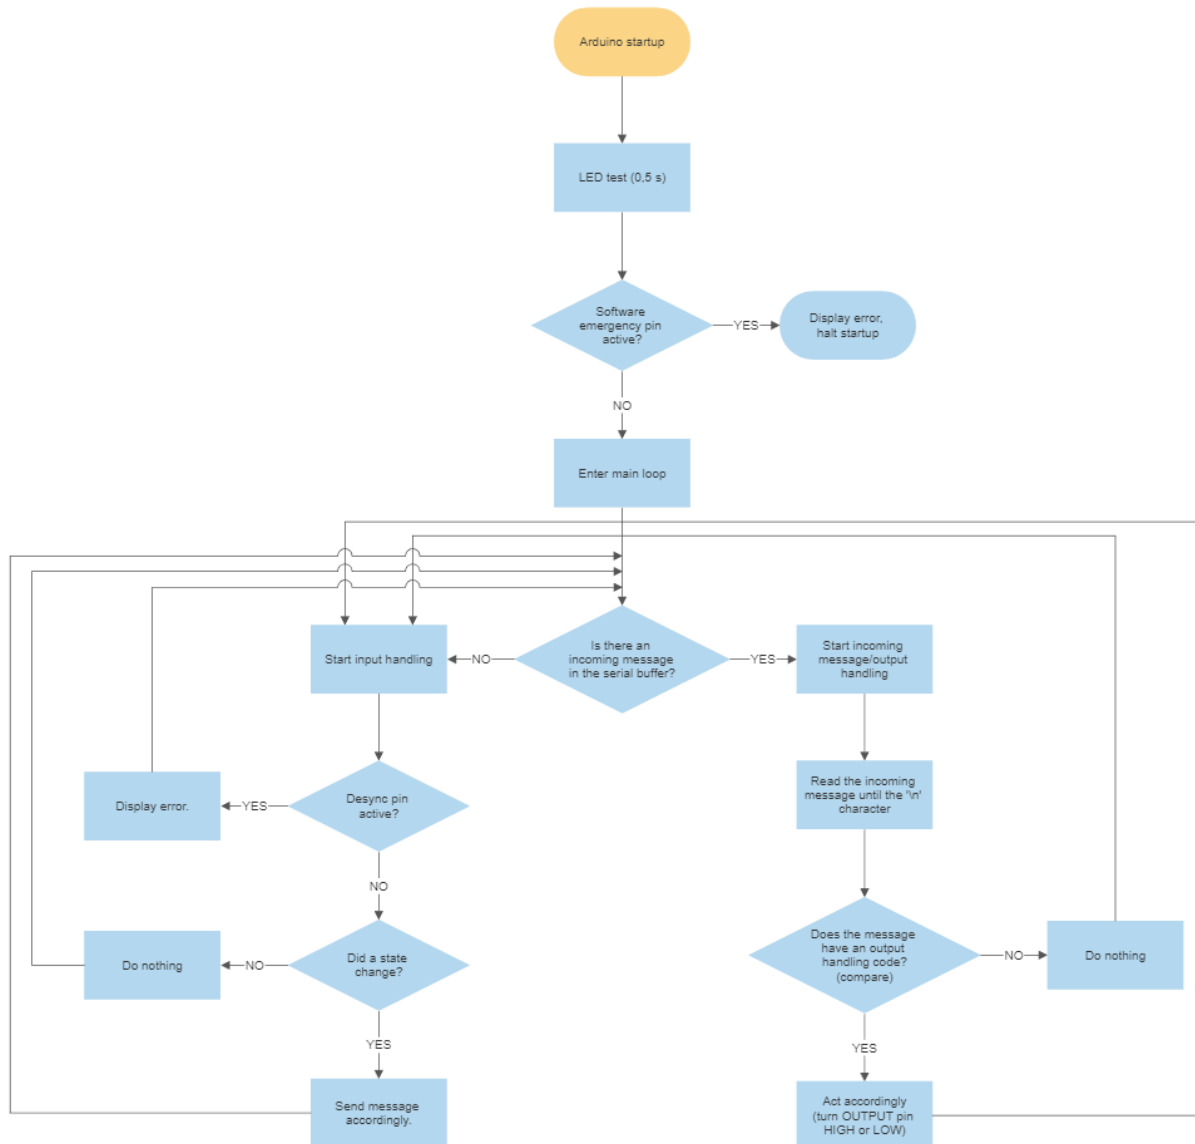 Arduino startup
LED test (0,5 s)
Software
emergency pin
active?
YES
Display error,
halt startup
NO
Enter main loop
Start input handling
NO
Is there an
incoming message
in the serial buffer?
YES
Start incoming
message/output
handling
Display error.
YES
Desync pin
active?
Read the incoming
message until the '\n'
character
NO
Do nothing
NO
Did a state
change?
Does the message
have an output
handling code?
(compare)
NO
Do nothing
YES
YES
Send message
accordingly.
Act accordingly
(turn OUTPUT pin
HIGH or LOW)